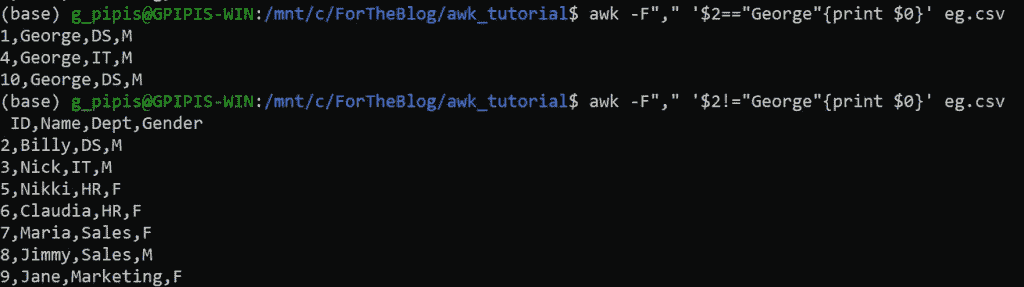 (base) g_pipis@GPIPIS-WIN:/mnt/c/ForTheBlog/awk_tutorial$ awk -F"," '$2=="George"{print $0}' eg.csv
1,George,DS,M
4,George,IT,M
10,George,DS,M
(base) g_pipis@GPIPIS-WIN:/mnt/c/ForTheBlog/awk_tutorial$ awk -F"," '$2!="George"{print $0}' eg.csv
 ID,Name,Dept,Gender
2,Billy,DS,M
3,Nick,IT,M
5,Nikki,HR,F
6,Claudia,HR,F
7,Maria,Sales,F
8,Jimmy,Sales,M
9,Jane,Marketing,F